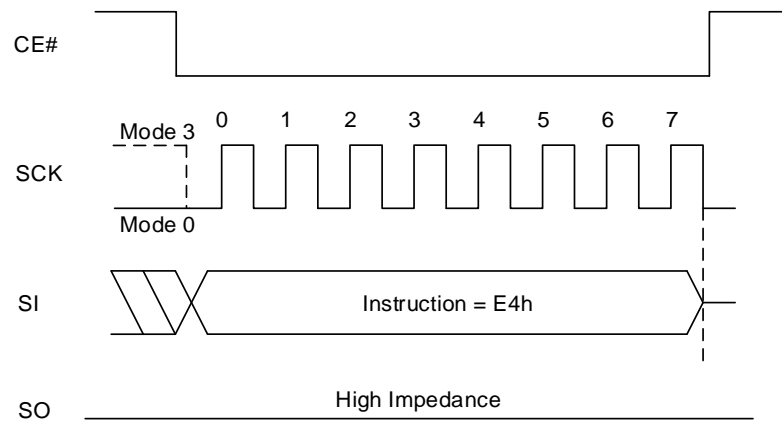 CE#
Mode 3 0 1 2 3 4 5 6 7
SCK
Mode 0
SI Instruction = E4h
SO High Impedance